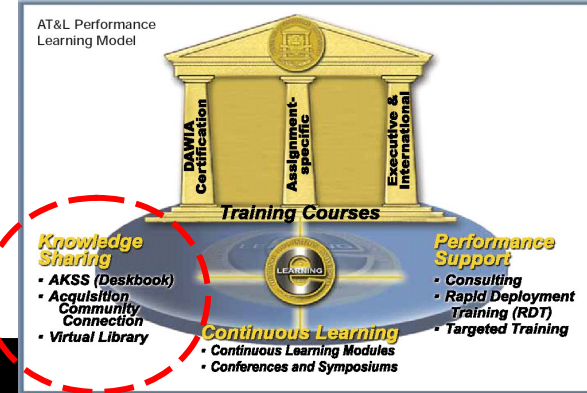 AT&L Performance
Learning Model
DAWIA
Certification
Assignment-
specific
Executive &
International
Training Courses
Knowledge
Sharing
▪ AKSS (Deskbook)
▪ Acquisition
Community
Connection
▪ Virtual Library
LEARNING
Performance
Support
▪ Consulting
▪ Rapid Deployment
Training (RDT)
▪ Targeted Training
Continuous Learning
▪ Continuous Learning Modules
▪ Conferences and Symposiums